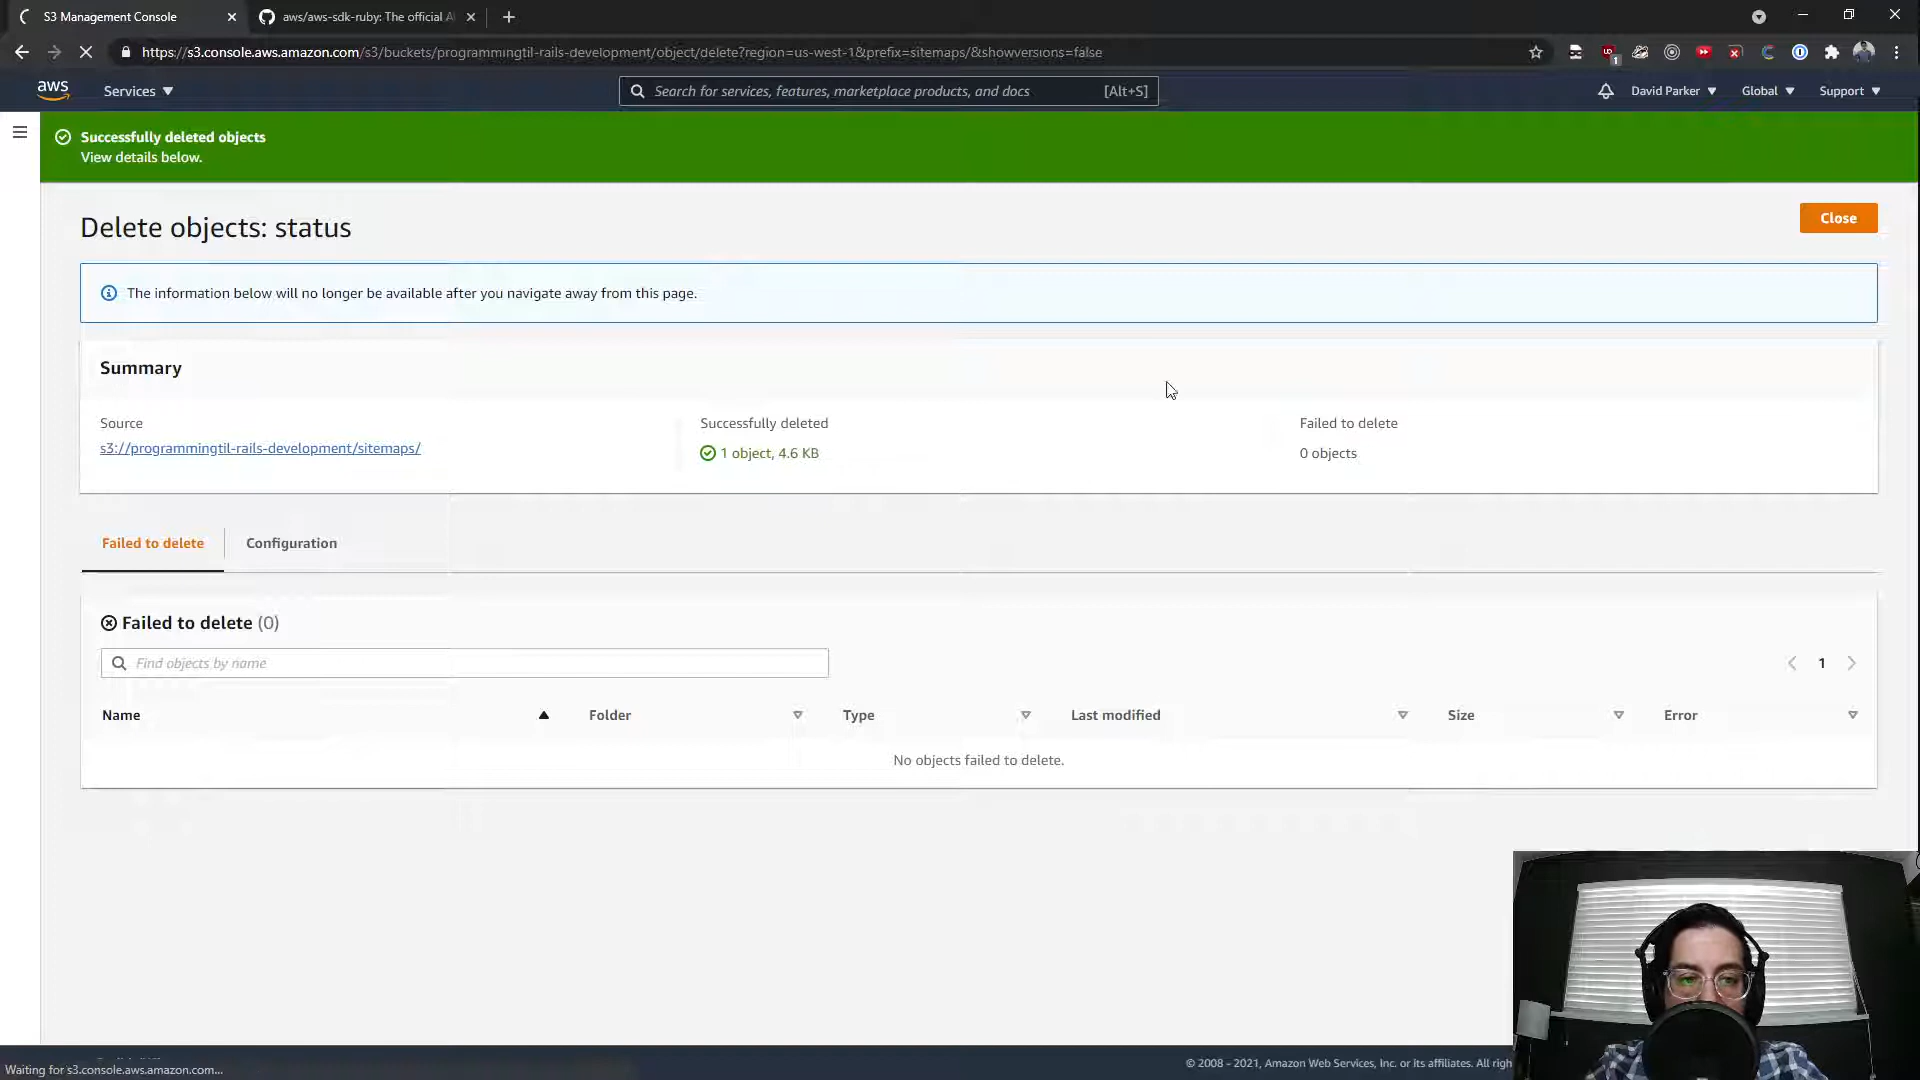 S3 Management Console
aws/aws-sdk-ruby: The official A
https://s3.console.aws.amazon.com/s3/buckets/programmingtil-rails-development/object/delete?region=us-west-1&prefix=sitemaps/&showversions=false
1
aws
Services
Search for services, features, marketplace products, and docs
[Alt+S]
David Parker
Global
Support
Successfully deleted objects
View details below.
Delete objects: status
Close
The information below will no longer be available after you navigate away from this page.
Summary
Source
Successfully deleted
Failed to delete
s3://programmingtil-rails-development/sitemaps/
1 object, 4.6 KB
0 objects
Failed to delete
Configuration
Failed to delete (0)
Find objects by name
1
Name
Folder
Type
Last modified
Size
Error
No objects failed to delete.
© 2008 - 2021, Amazon Web Services, Inc. or its affiliates. All righ
Waiting for s3.console.aws.amazon.com...